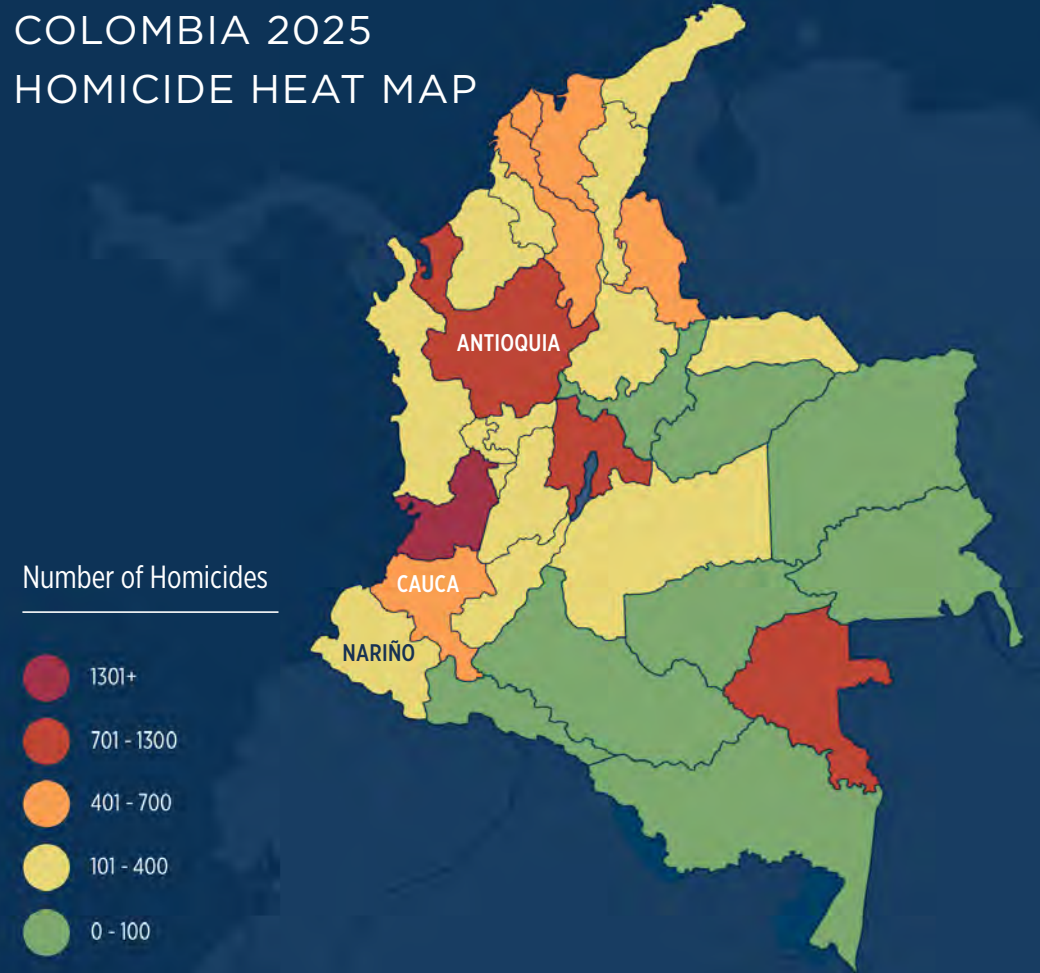 COLOMBIA 2025
HOMICIDE HEAT MAP
ANTIOQUIA
CAUCA
NARIÑO
Number of Homicides
1301+
701 - 1300
401 - 700
101 - 400
0 - 100